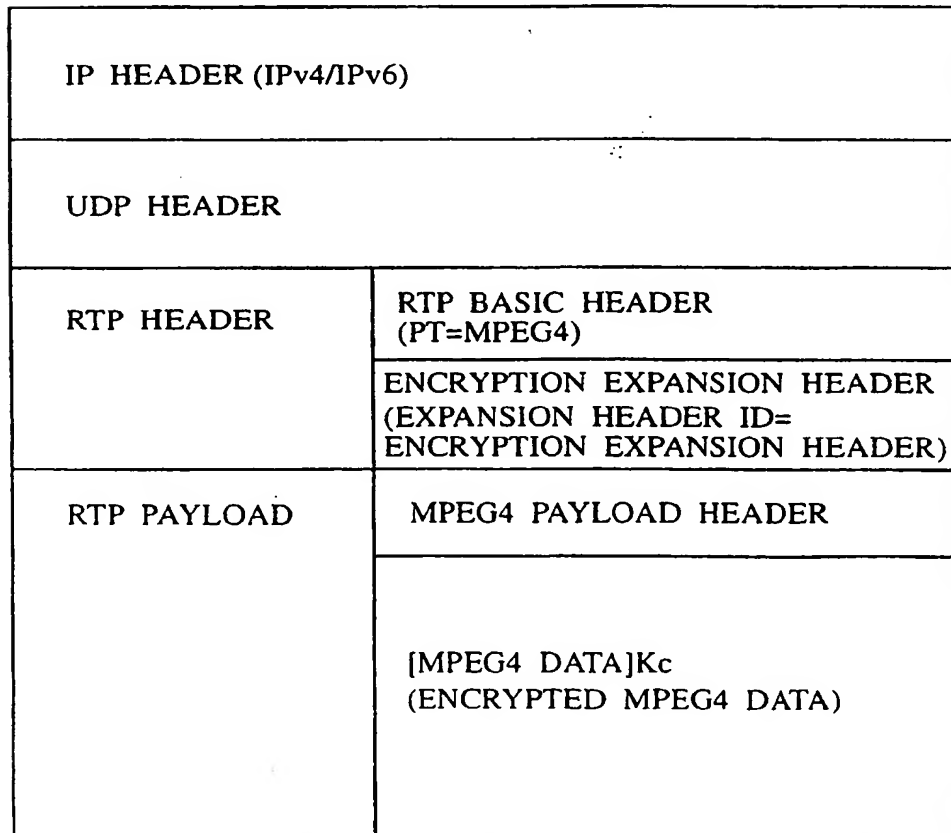 IP HEADER (IPv4/IPv6)
UDP HEADER
RTP HEADER
RTP BASIC HEADER
(PT=MPEG4)
ENCRYPTION EXPANSION HEADER
(EXPANSION HEADER ID=
ENCRYPTION EXPANSION HEADER)
RTP PAYLOAD
MPEG4 PAYLOAD HEADER
[MPEG4 DATA]Kc
(ENCRYPTED MPEG4 DATA)